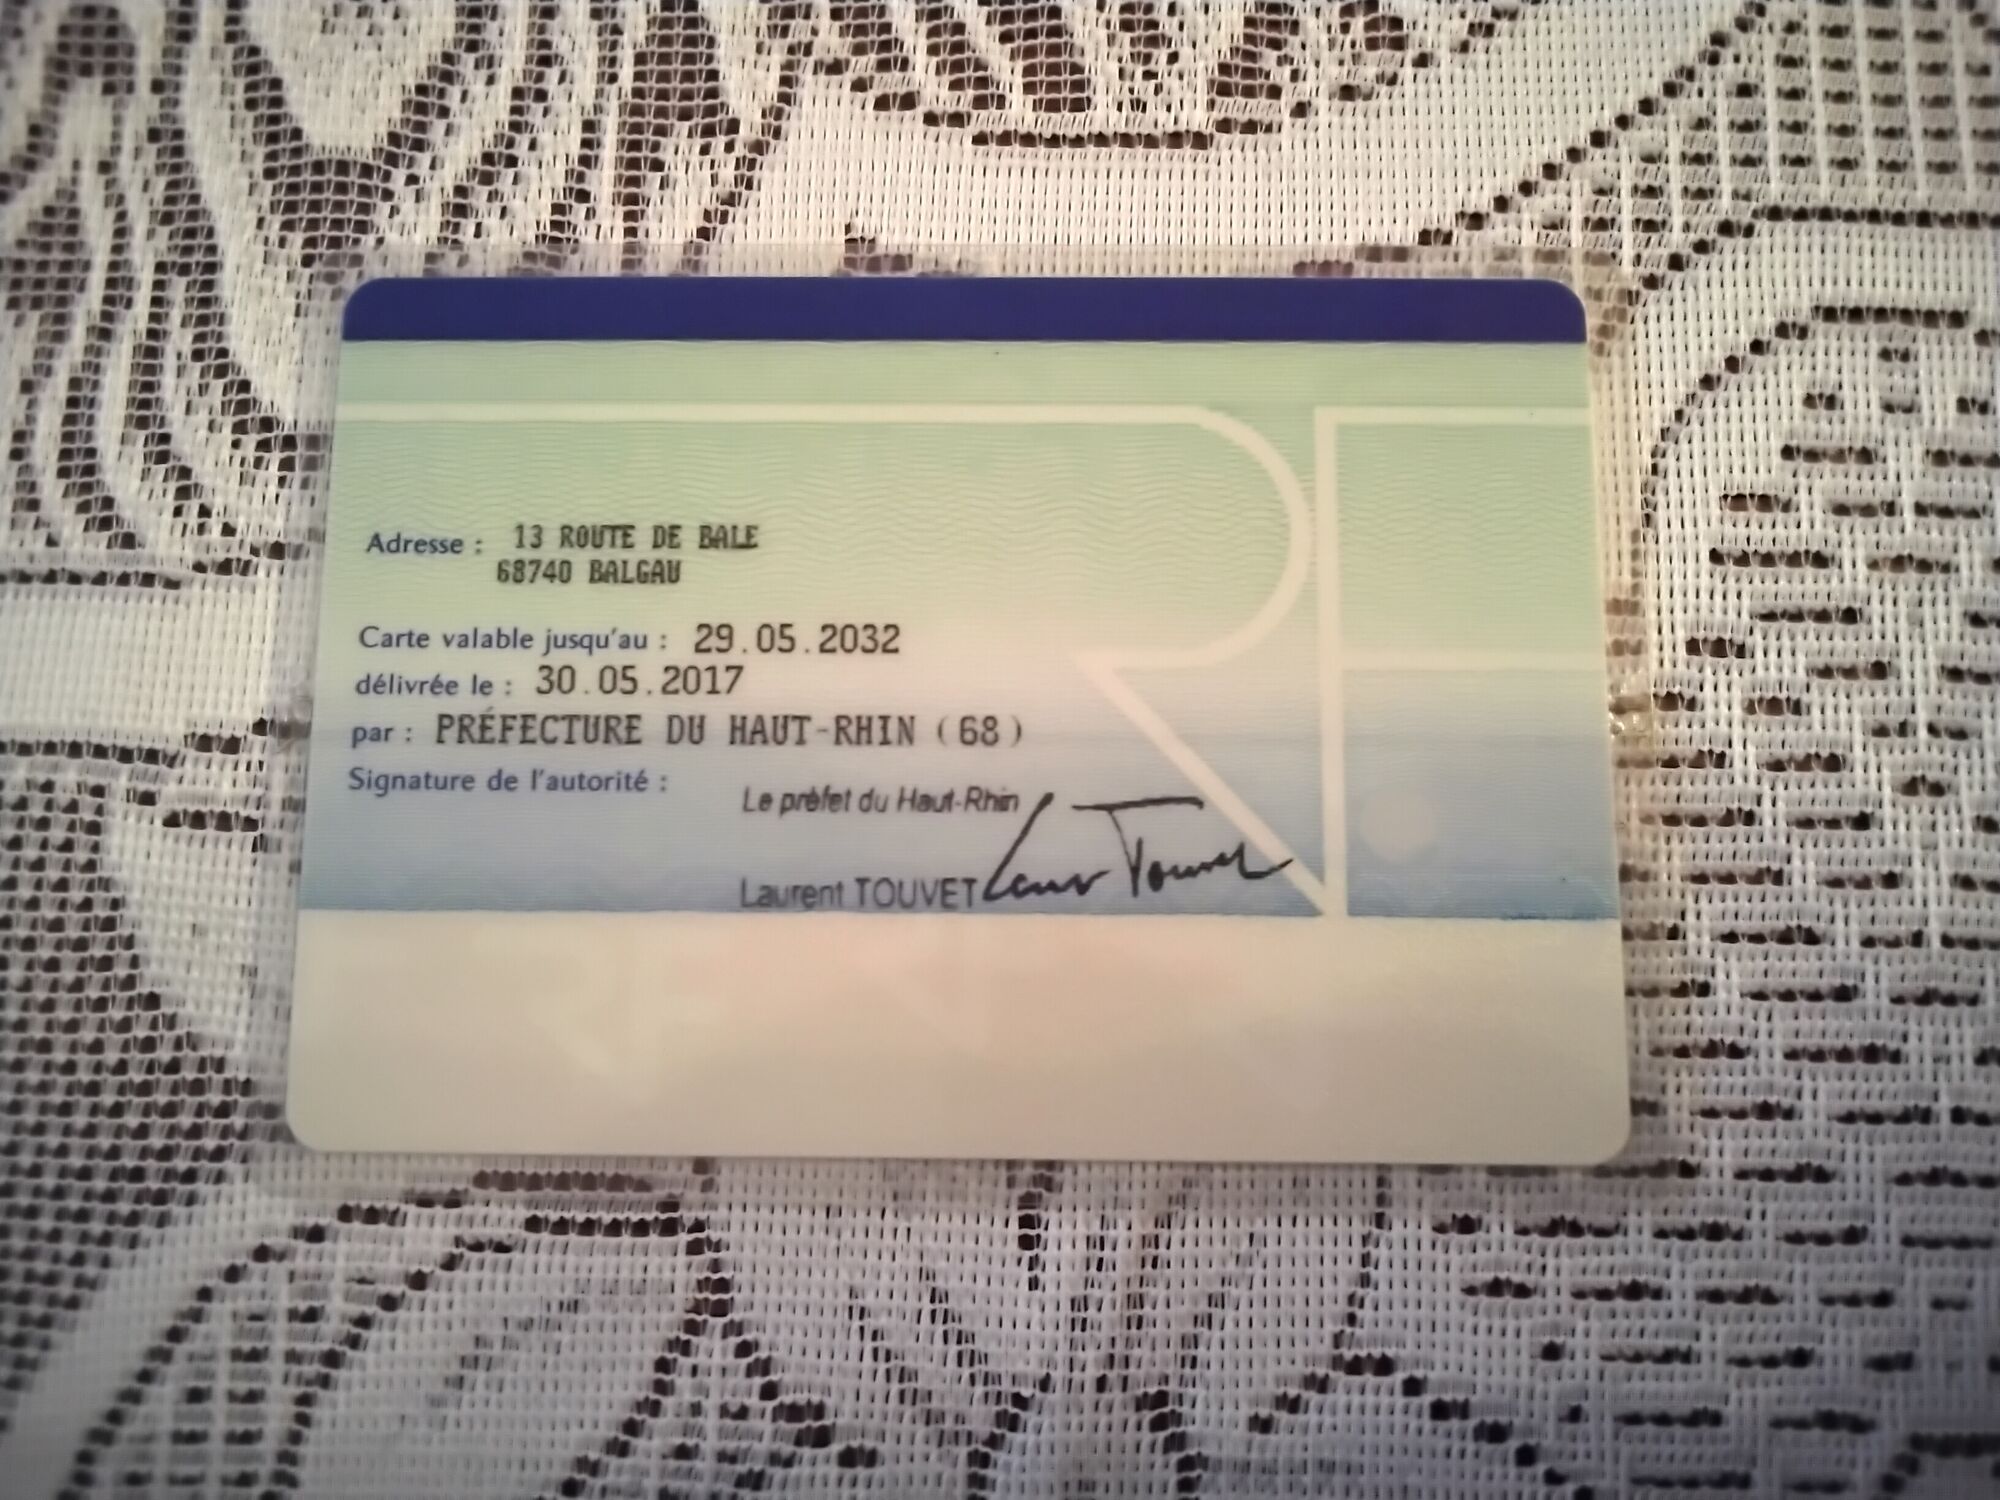 RF
Adresse : 13 ROUTE DE BALE
68740 BALGAU
Carte valable jusqu'au : 29.05.2032
délivrée le : 30.05.2017
par : PRÉFECTURE DU HAUT-RHIN (68)
Signature de l'autorité :
Le préfet du Haut-Rhin
Laurent TOUVET